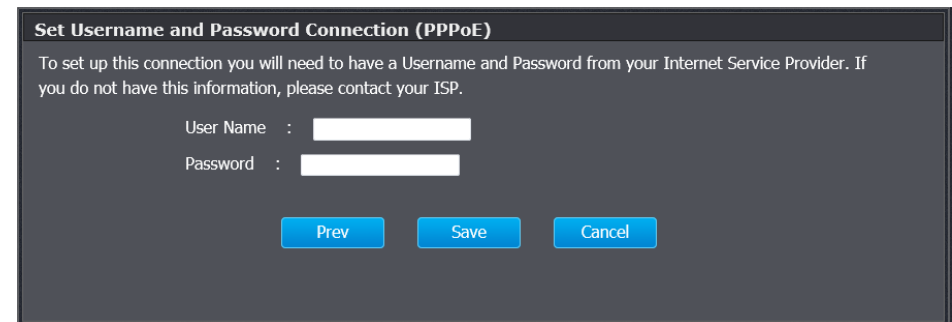 Set Username and Password Connection (PPPoE)
To set up this connection you will need to have a Username and Password from your Internet Service Provider. If
you do not have this information, please contact your ISP.
User Name :
Password :
Prev Save Cancel